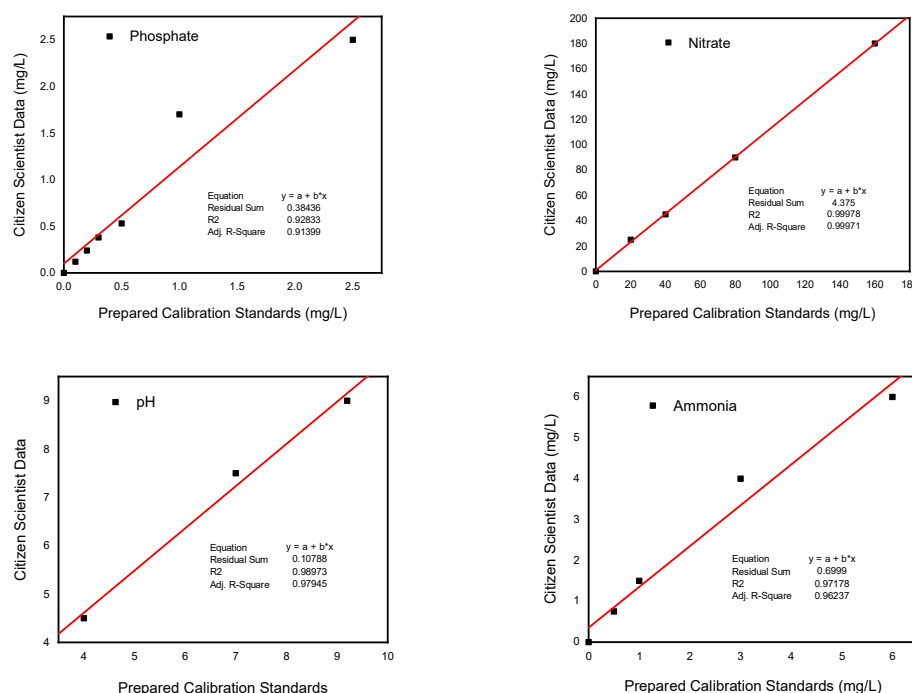 Phosphate
2.5
2.0
1.5
1.0
0.5
0.0
Citizen Scientist Data (mg/L)
Equation y = a + b*x
Residual Sum 0.38436
R2 0.92833
Adj. R-Square 0.91399
0.0 0.5 1.0 1.5 2.0 2.5
Prepared Calibration Standards (mg/L)
Nitrate
200
180
160
140
120
100
80
60
40
20
0
Citizen Scientist Data (mg/L)
Equation y = a + b*x
Residual Sum 4.375
R2 0.99978
Adj. R-Square 0.99971
0 20 40 60 80 100 120 140 160 18
Prepared Calibration Standards (mg/L)
pH
9
8
7
6
5
4
Citizen Scientist Data
Equation y = a + b*x
Residual Sum 0.10788
R2 0.98973
Adj. R-Square 0.97945
4 5 6 7 8 9 10
Prepared Calibration Standards
Ammonia
6
5
4
3
2
1
0
Citizen Scientist Data (mg/L)
Equation y = a + b*x
Residual Sum 0.6999
R2 0.97178
Adj. R-Square 0.96237
0 1 2 3 4 5 6
Prepared Calibration Standards (mg/L)